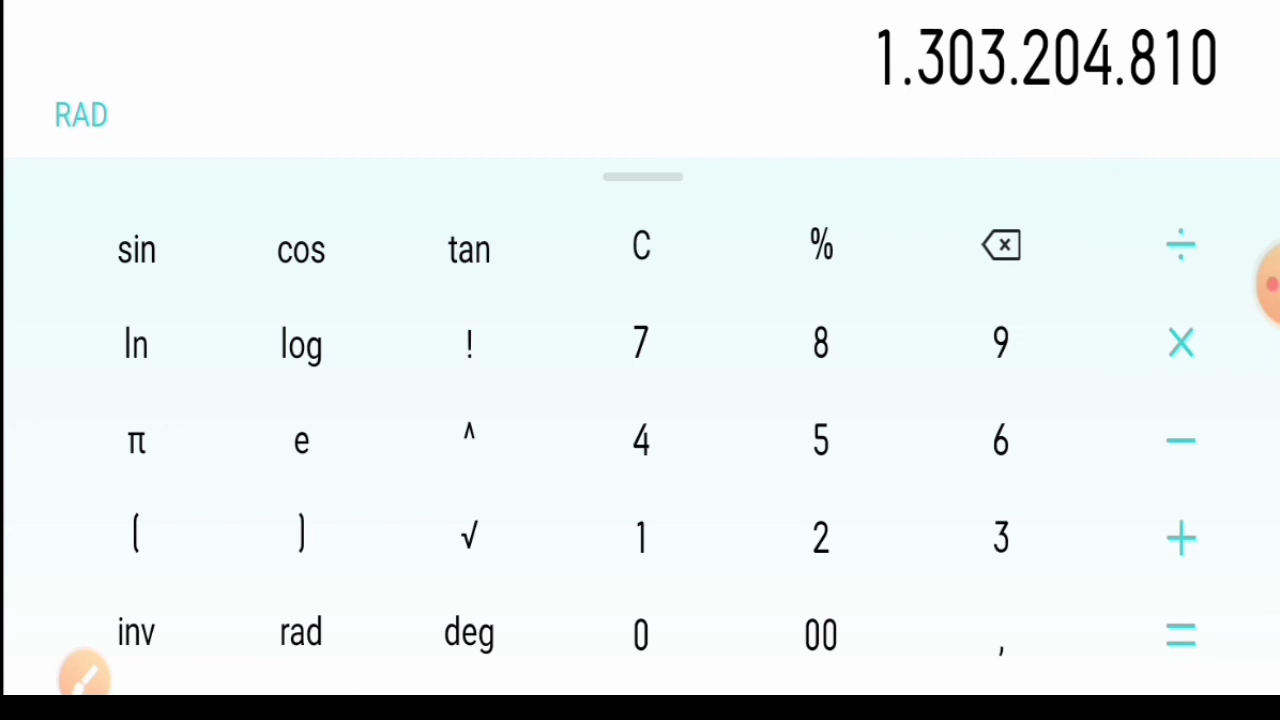 1.303.204.810
RAD
sin cos tan C % ÷
ln log ! 7 8 9 ×
π e ^ 4 5 6 −
( ) √ 1 2 3 +
inv rad deg 0 00 , =